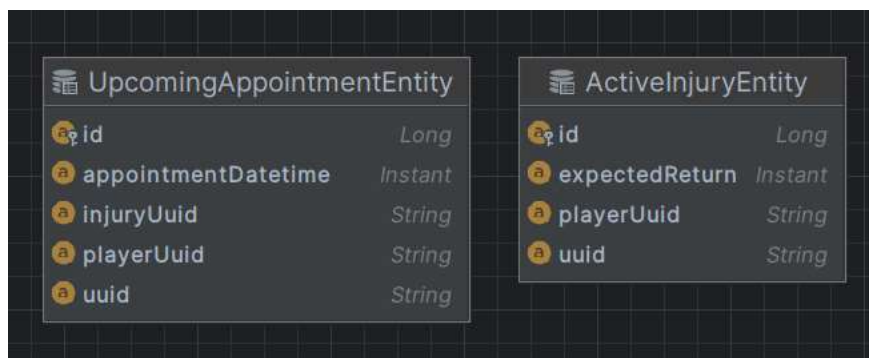 UpcomingAppointmentEntity
id Long
appointmentDatetime Instant
injuryUuid String
playerUuid String
uuid String
ActiveInjuryEntity
id Long
expectedReturn Instant
playerUuid String
uuid String